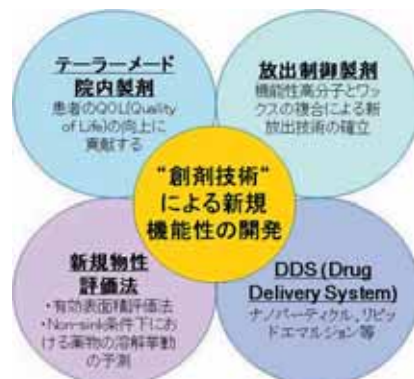 テーラーメード
院内製剤
患者のQOL(Quality
of Life)の向上に
貢献する
放出制御製剤
機能性高分子とワッ
クスの複合による新
放出技術の確立
“創剤技術“
による新規
機能性の開発
新規物性
評価法
・有効表面積評価法
・Non-sink条件下にお
ける薬物の溶解挙動
の予測
DDS (Drug
Delivery System)
ナノパーティクル、リピッ
ドエマルション等